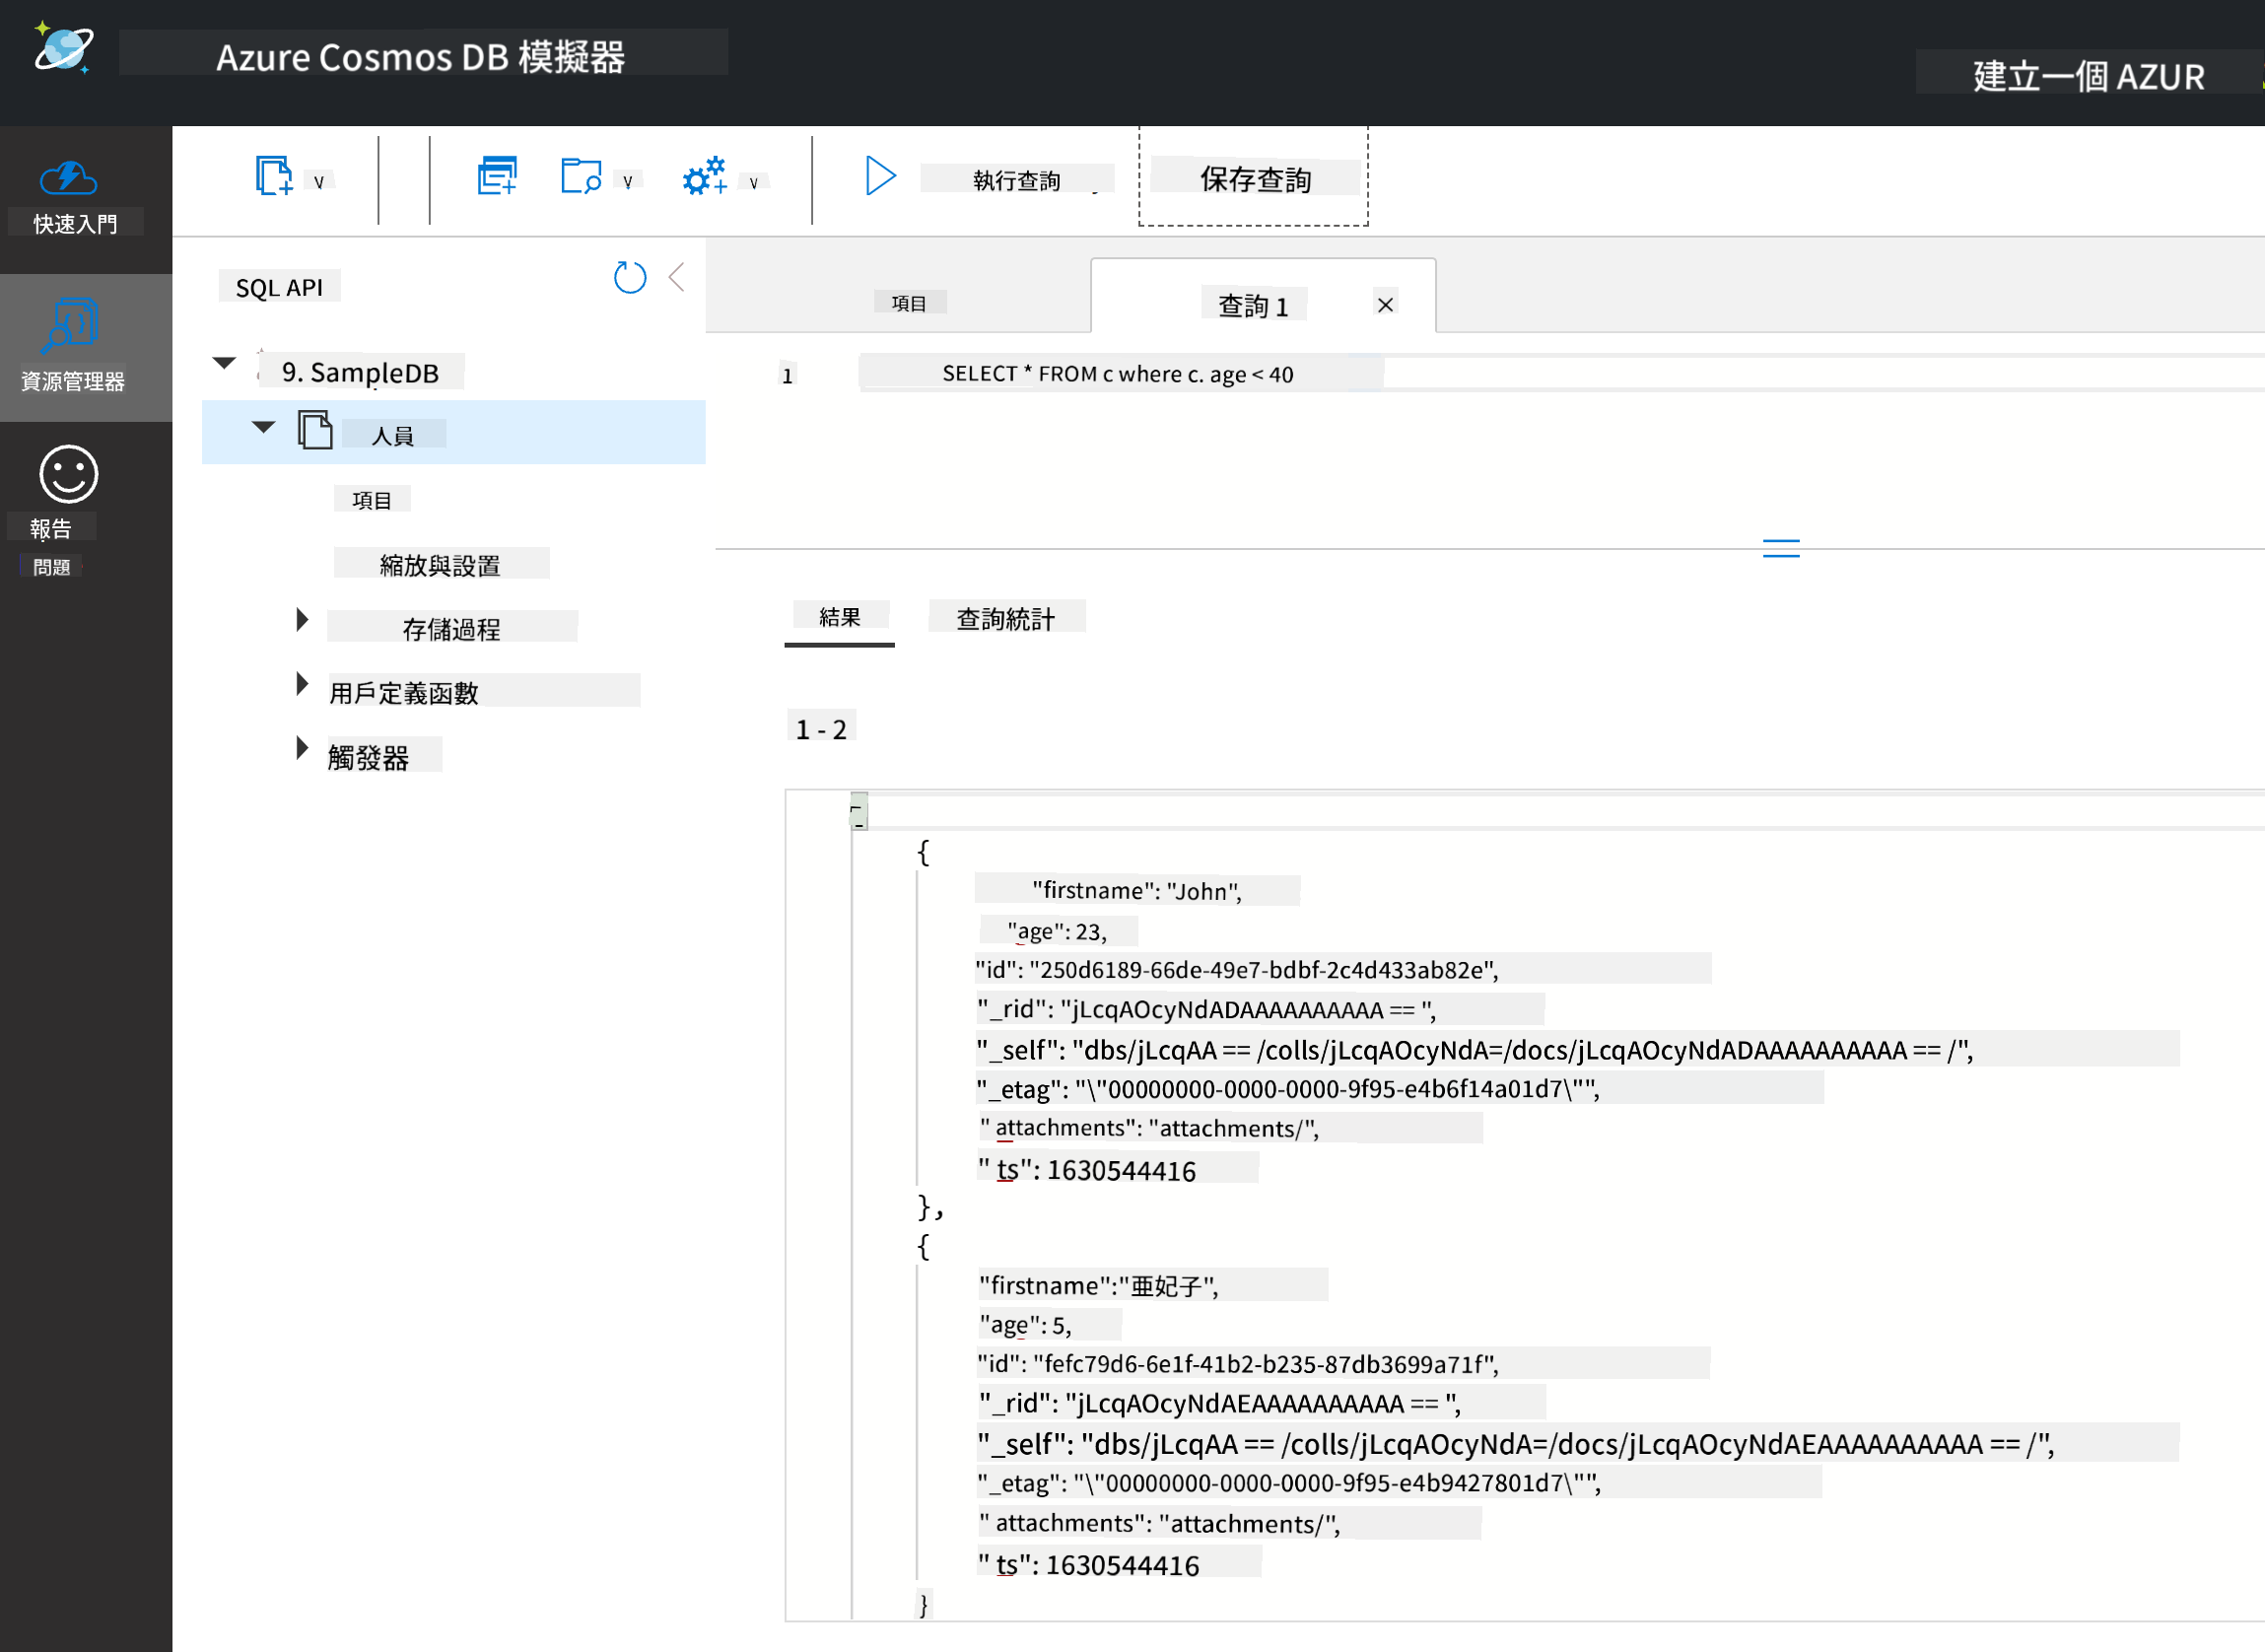 Azure Cosmos DB 模擬器
建立一個 AZUR
快速入門
資源管理器
報告
問題
v
v
v
執行查詢
保存查詢
SQL API
9. SampleDB
人員
項目
縮放與設置
存儲過程
用戶定義函數
觸發器
項目
查詢 1
×
1
SELECT * FROM c where c. age < 40
結果
查詢統計
1 - 2
{
"firstname": "John",
"age": 23,
"id": "250d6189-66de-49e7-bdbf-2c4d433ab82e",
"_rid": "jLcqAOcyNdADAAAAAAAAAA == ",
"_self": "dbs/jLcqAA == /colls/jLcqAOcyNdA=/docs/jLcqAOcyNdADAAAAAAAAAA == /",
"_etag": "\"00000000-0000-0000-9f95-e4b6f14a01d7\"",
" attachments": "attachments/",
" ts": 1630544416
},
{
"firstname":"亜妃子",
"age": 5,
"id": "fefc79d6-6e1f-41b2-b235-87db3699a71f",
"_rid": "jLcqAOcyNdAEAAAAAAAAAA == ",
"_self": "dbs/jLcqAA == /colls/jLcqAOcyNdA=/docs/jLcqAOcyNdAEAAAAAAAAAA == /",
"_etag": "\"00000000-0000-0000-9f95-e4b9427801d7\"",
" attachments": "attachments/",
" ts": 1630544416
}